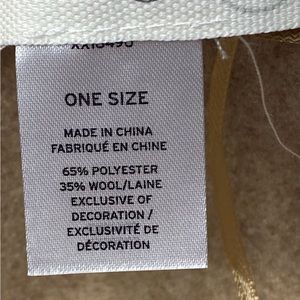 ONE SIZE
MADE IN CHINA
FABRIQUÉ EN CHINE
65% POLYESTER
35% WOOL/LAINE
EXCLUSIVE OF
DECORATION /
EXCLUSIVITÉ DE
DÉCORATION